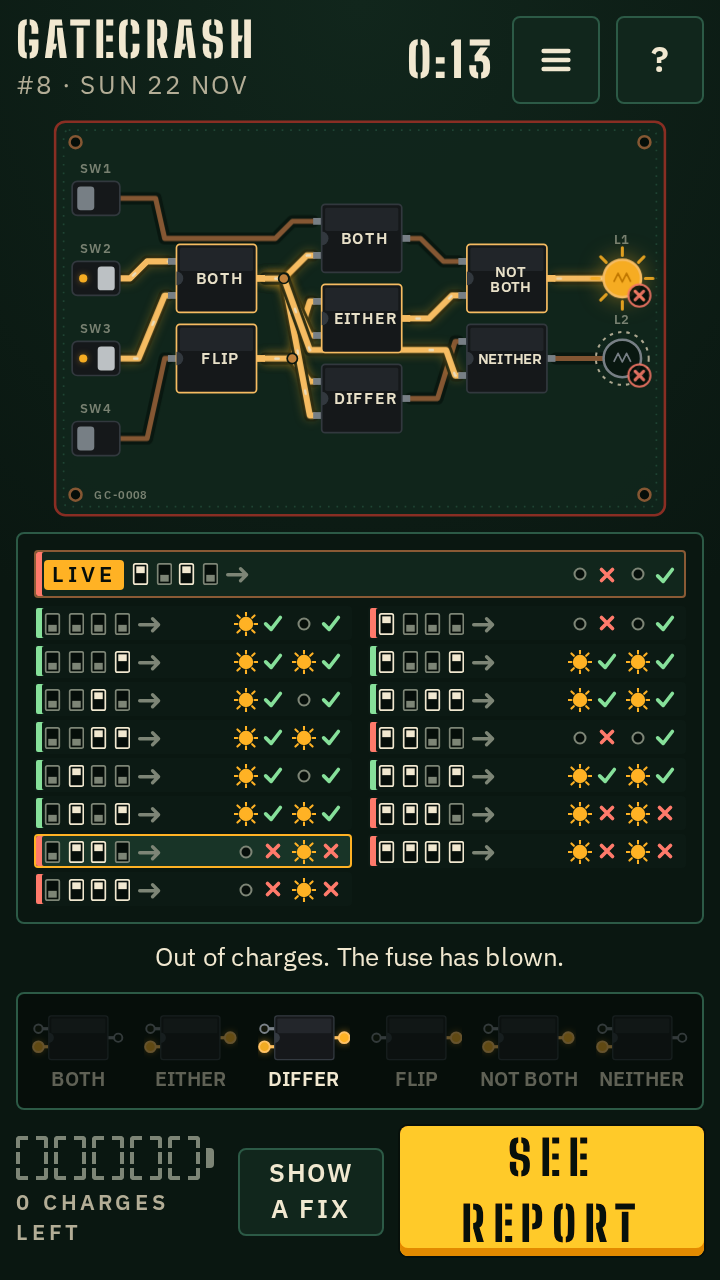 GATECRASH
#8 · SUN 22 NOV
0:13
?
SW1
SW2
SW3
SW4
BOTH
FLIP
BOTH
EITHER
DIFFER
NOT
BOTH
NEITHER
L1
L2
GC-0008
LIVE
Out of charges. The fuse has blown.
BOTH
EITHER
DIFFER
FLIP
NOT BOTH
NEITHER
0 CHARGES
LEFT
SHOW
A FIX
SEE
REPORT